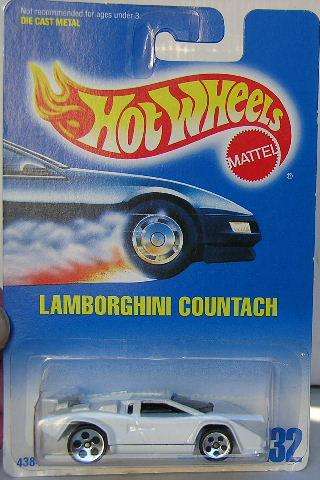 Not recommended for ages under 3.
DIE CAST METAL
HOT WHEELS
MATTEL
®
LAMBORGHINI COUNTACH
438
32